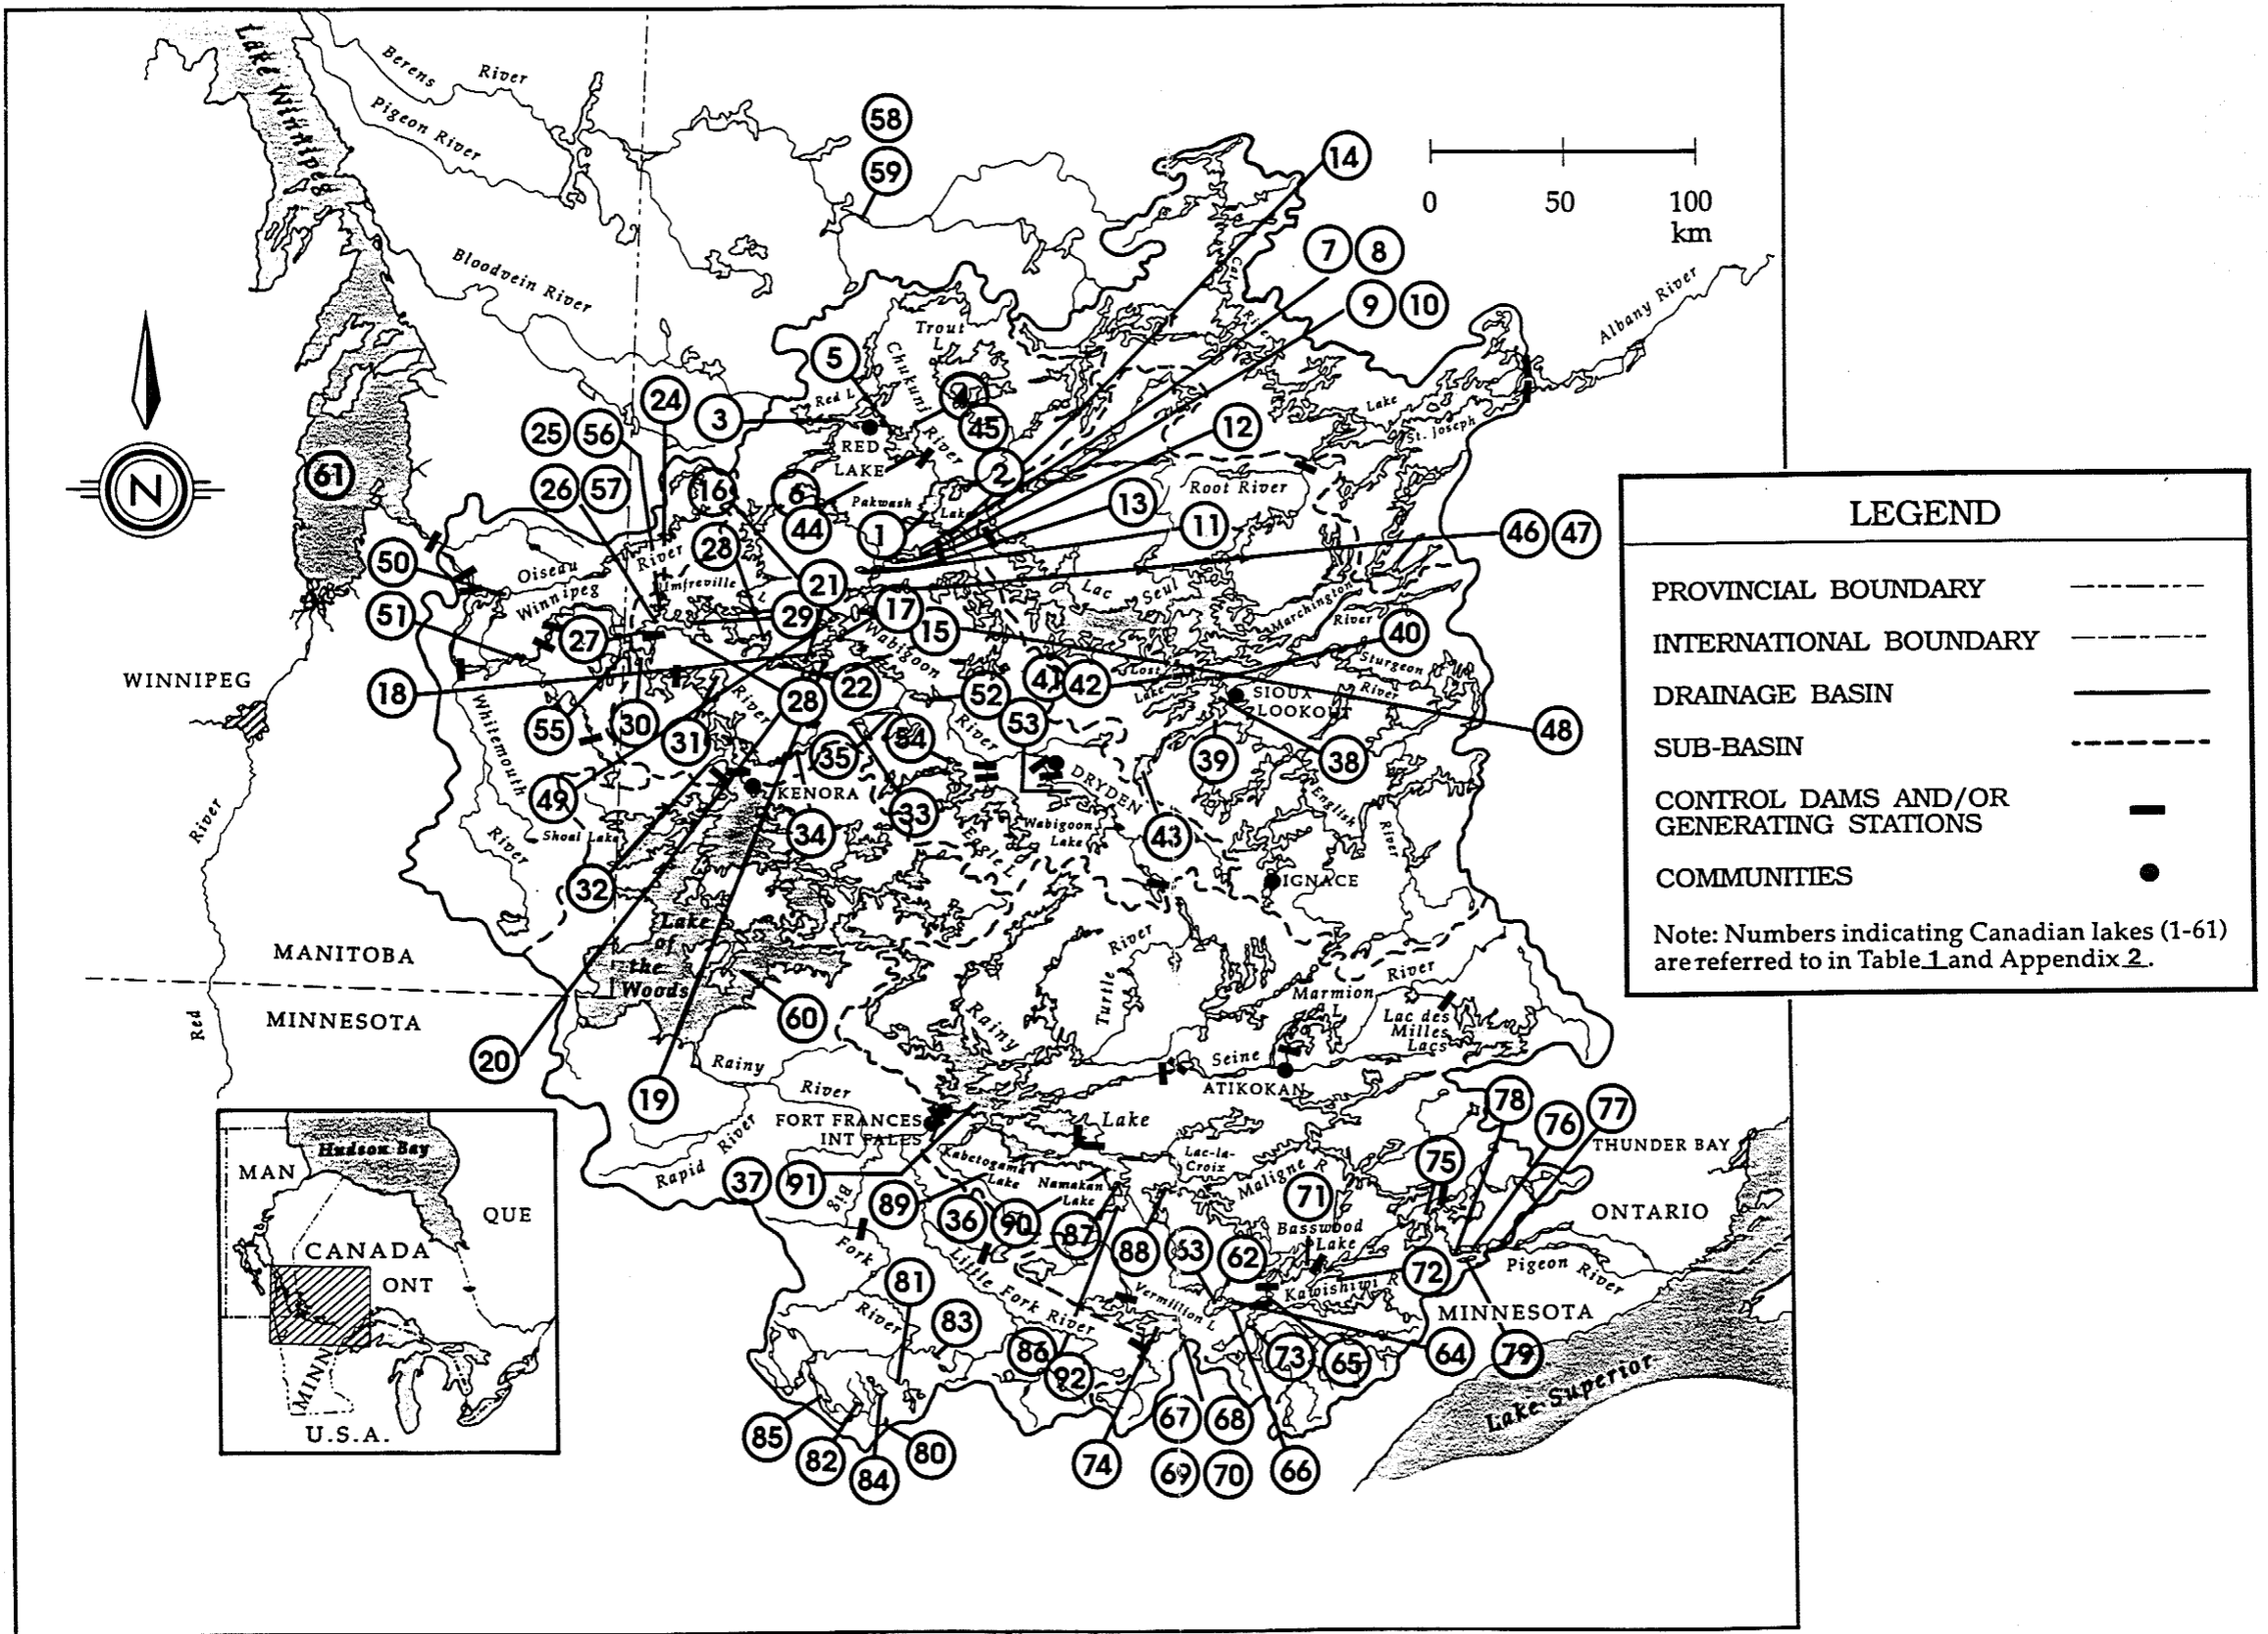 Lake Winnipeg
Berens River
Pigeon River
Bloodvein River
58
59
14
0 50 100
km
7 8
9 10
Cat River
Albany River
Trout L
Chukuni River
5
4
45
24
3
Red L
RED LAKE
Lake St. Joseph
12
25 56
26 57
16
6
44
2
Pakwash Lake
1
13
11
Root River
46 47
61
N
50
51
Oiseau River
Winnipeg
Umfreville L
28
21
17
29
15
27
Lac Seul
Marchington River
40
Wabigoon
River
WINNIPEG
18
22
28
52
41 42
Lost Lake
Sturgeon River
SIOUX LOOKOUT
48
55
30
31
River
35
54
53
39
38
Whitemouth River
49
Shoal Lake
KENORA
34
33
DRYDEN
Wabigoon Lake
Eagle L
43
English River
IGNACE
32
Lake of the Woods
Red River
MANITOBA
MINNESOTA
60
20
19
Turtle River
Rainy Lake
River
Marmion L
Lac des Milles Lacs
Seine
ATIKOKAN
Rainy River
FORT FRANCES
INT FALLS
Rapid River
37
91
89
36
90
87
88
63
62
Kabetogama Lake
Namakan Lake
Lac-la-Croix
Maligne R
71
Basswood Lake
75
78
76
77
THUNDER BAY
ONTARIO
Pigeon River
72
Kawishiwi R
MINNESOTA
Big Fork River
Little Fork River
Vermillion L
81
83
86
92
73
65
64
79
Lake Superior
85
82
84
80
74
67 68
69 70
66
Hudson Bay
MAN
QUE
CANADA
ONT
MINN
U.S.A.
LEGEND
PROVINCIAL BOUNDARY
INTERNATIONAL BOUNDARY
DRAINAGE BASIN
SUB-BASIN
CONTROL DAMS AND/OR
GENERATING STATIONS
COMMUNITIES
Note: Numbers indicating Canadian lakes (1-61)
are referred to in Table 1 and Appendix 2.